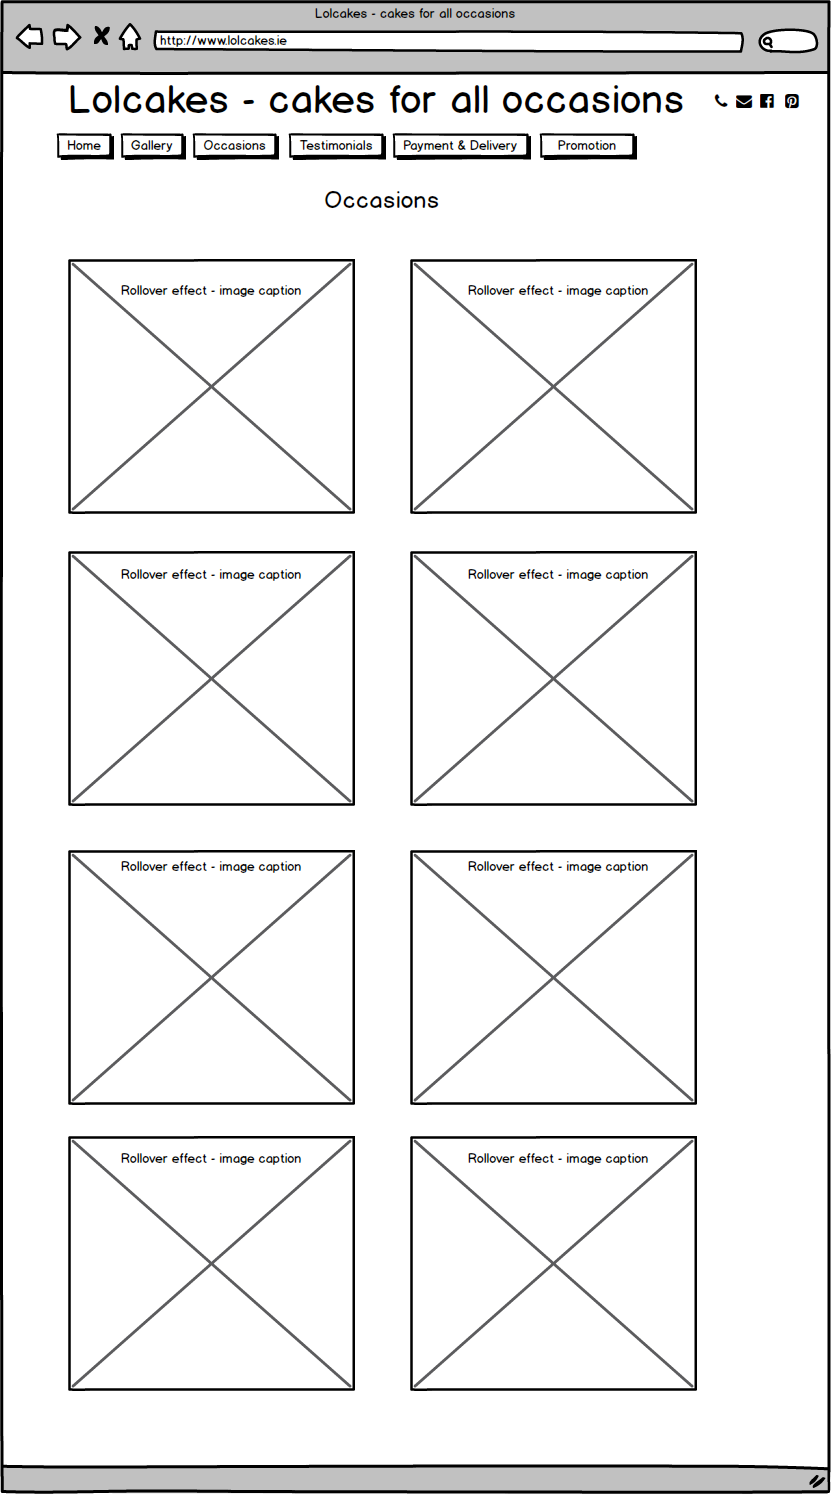 Lolcakes - cakes for all occasions
http://www.lolcakes.ie
Lolcakes - cakes for all occasions
Home Gallery Occasions Testimonials Payment & Delivery Promotion
Occasions
Rollover effect - image caption Rollover effect - image caption
Rollover effect - image caption Rollover effect - image caption
Rollover effect - image caption Rollover effect - image caption
Rollover effect - image caption Rollover effect - image caption